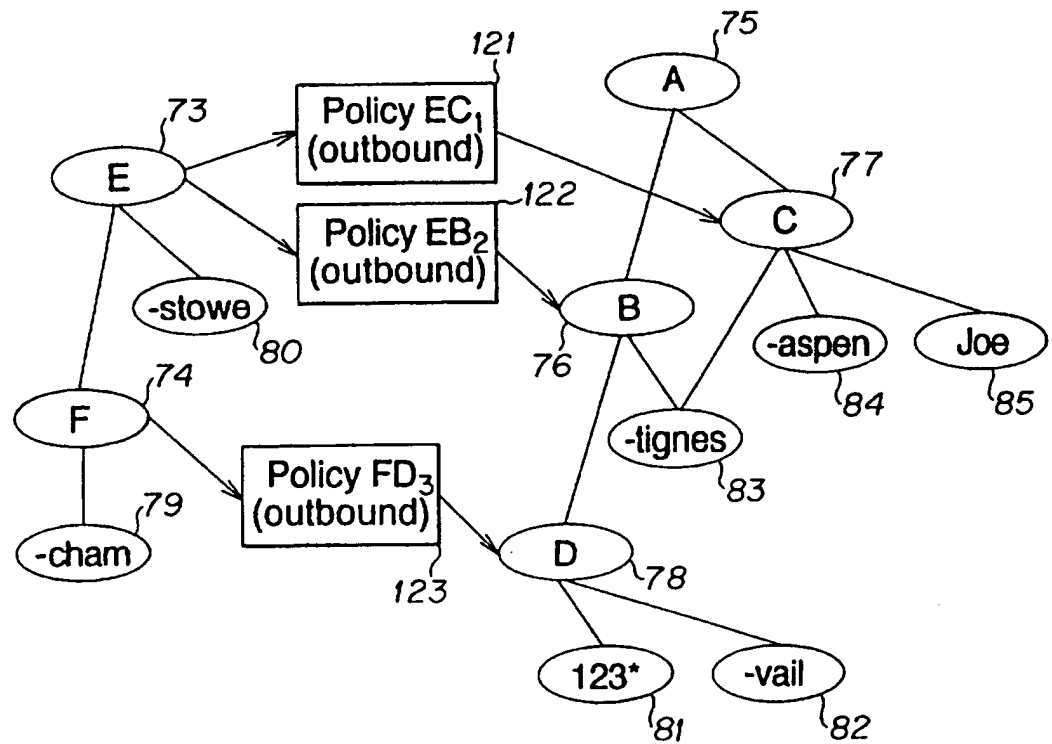 121
75
Policy EC₁
(outbound)
A
73
E
122
77
C
Policy EB₂
(outbound)
-stowe
80
B
76
-aspen
84
Joe
85
74
F
-tignes
83
Policy FD₃
(outbound)
79
-cham
123
D
78
123*
81
-vail
82